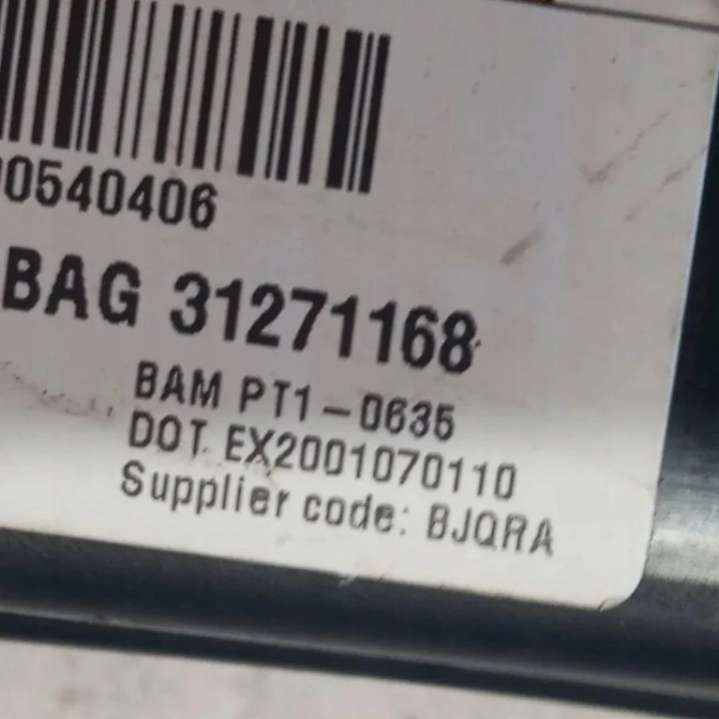 0540406
BAG 31271168
BAM PT1-0635
DOT EX2001070110
Supplier code: BJQRA